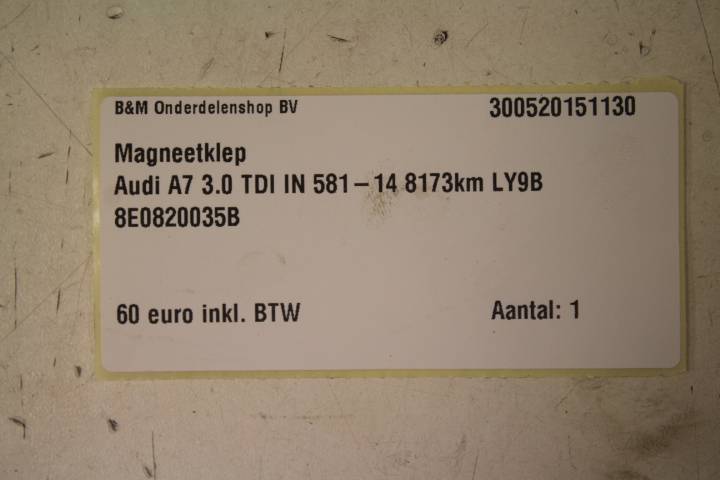 B&M Onderdelenshop BV 300520151130
Magneetklep
Audi A7 3.0 TDI IN 581-14 8173km LY9B
8E0820035B
60 euro inkl. BTW Aantal: 1